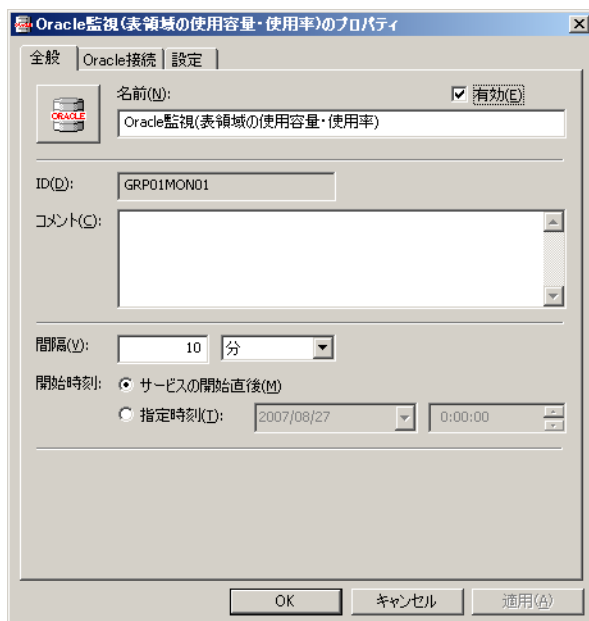 Oracle監視(表領域の使用容量・使用率)のプロパティ
全般 Oracle接続 設定
ORACLE
名前(N): 有効(E)
Oracle監視(表領域の使用容量・使用率)
ID(D): GRP01MON01
コメント(C):
間隔(V): 10 分
開始時刻: サービスの開始直後(M)
指定時刻(T): 2007/08/27 0:00:00
OK キャンセル 適用(A)